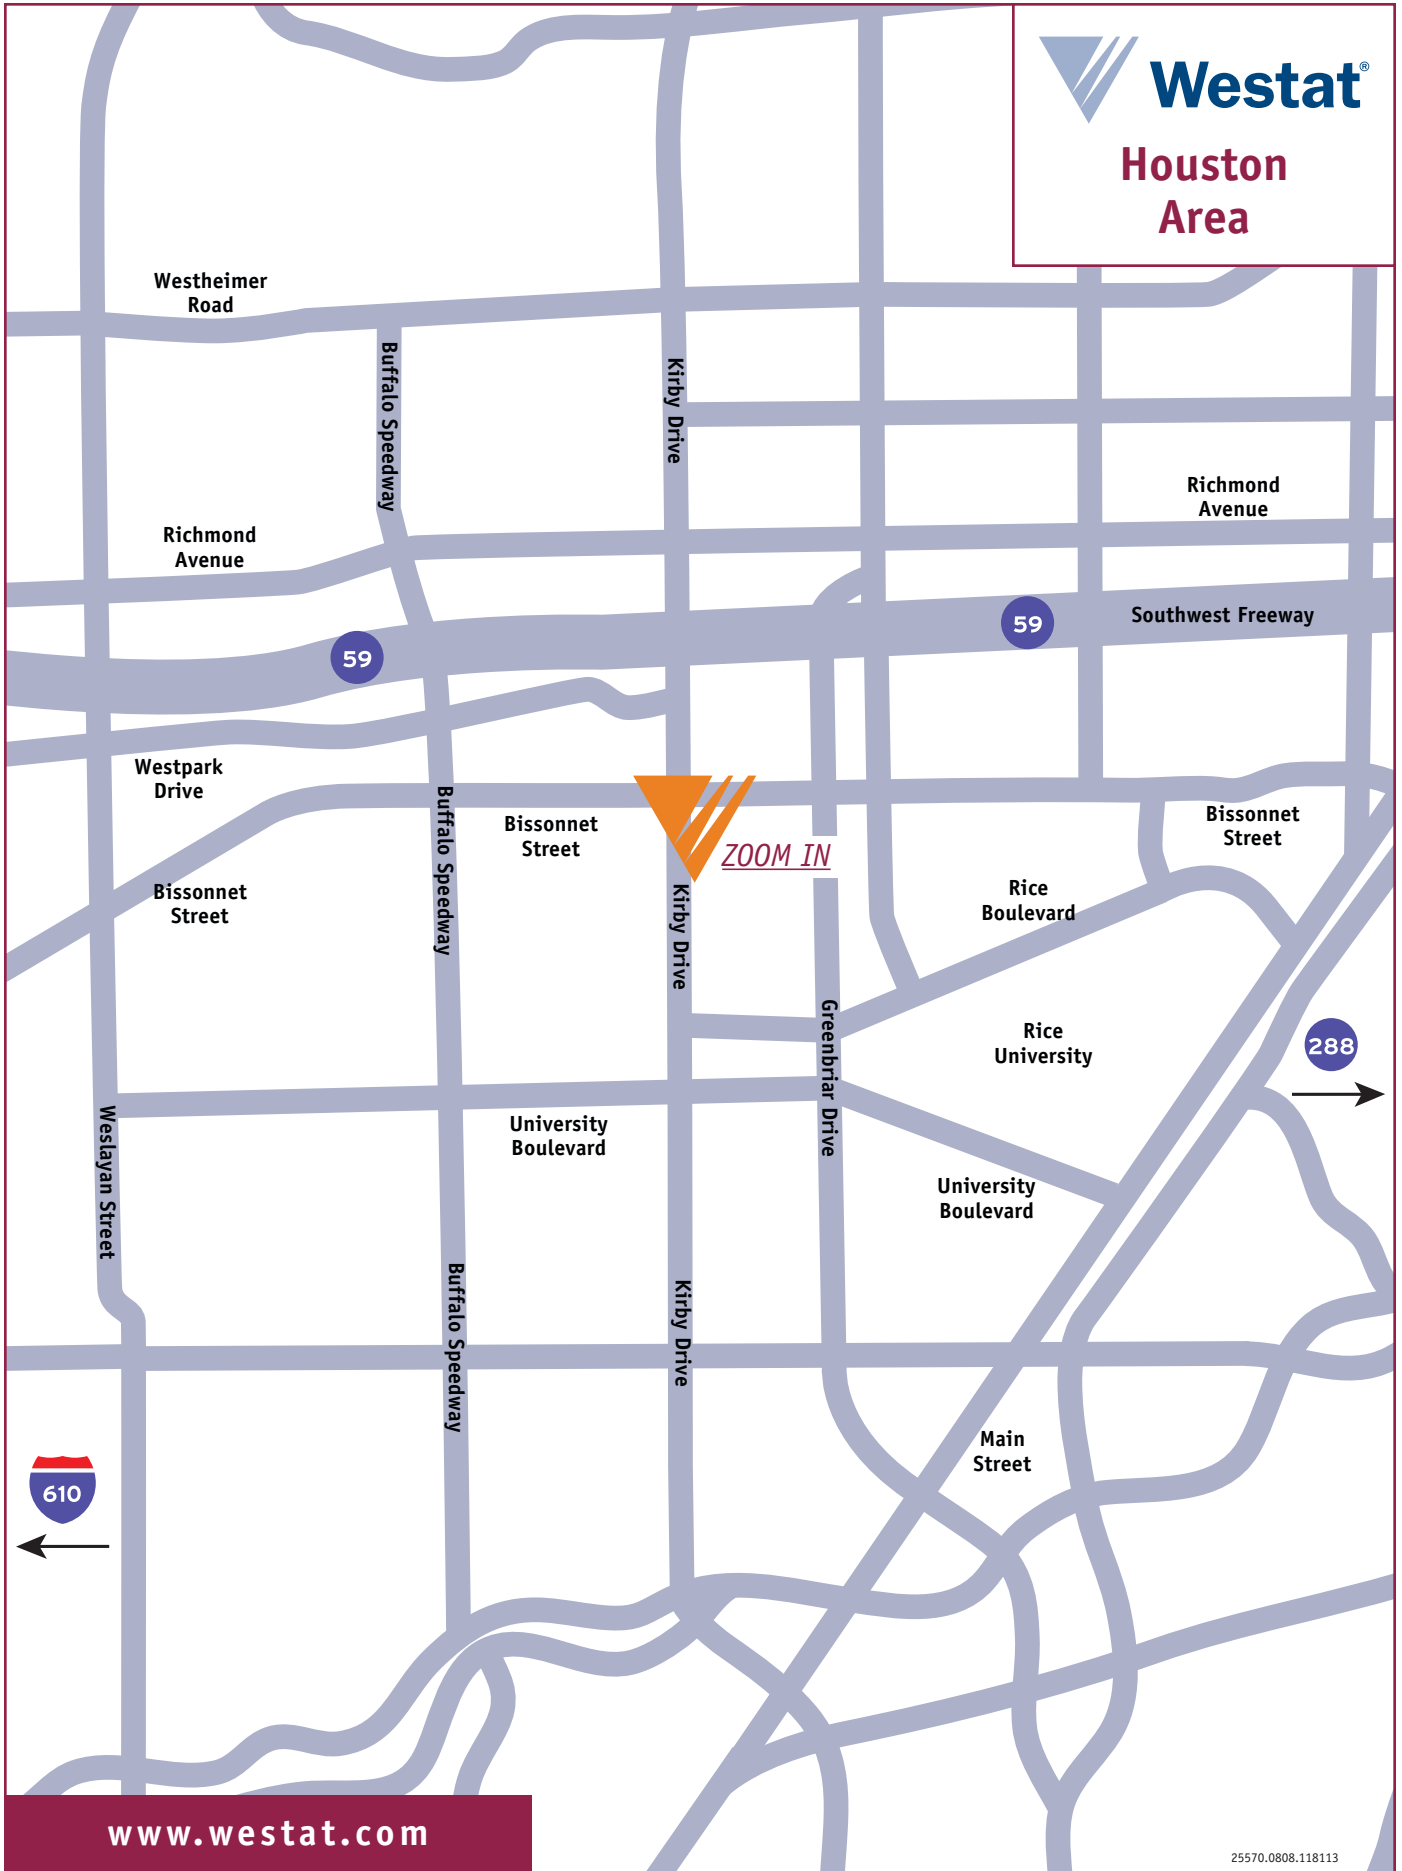 Westat®
Houston
Area
Westheimer
Road
Buffalo Speedway
Kirby Drive
Richmond
Avenue
Richmond
Avenue
Southwest Freeway
59
59
Westpark
Drive
Buffalo Speedway
Bissonnet
Street
Bissonnet
Street
ZOOM IN
Bissonnet
Street
Kirby Drive
Rice
Boulevard
Greenbriar Drive
Rice
University
288
Weslayan Street
University
Boulevard
University
Boulevard
Buffalo Speedway
Kirby Drive
Main
Street
610
www.westat.com
25570.0808.118113